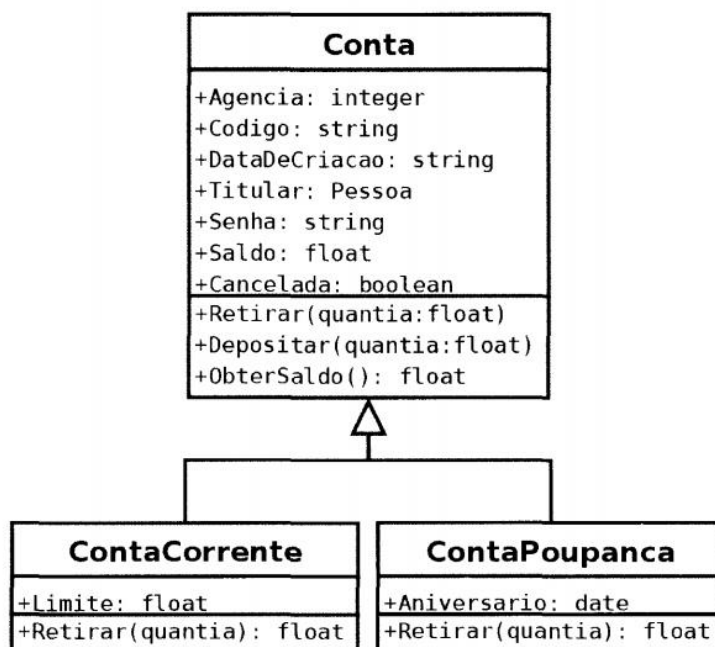 Conta
+Agencia: integer
+Codigo: string
+DataDeCriacao: string
+Titular: Pessoa
+Senha: string
+Saldo: float
+Cancelada: boolean
+Retirar(quantia:float)
+Depositar(quantia:float)
+ObterSaldo(): float
ContaCorrente
+Limite: float
+Retirar(quantia): float
ContaPoupanca
+Aniversario: date
+Retirar(quantia): float